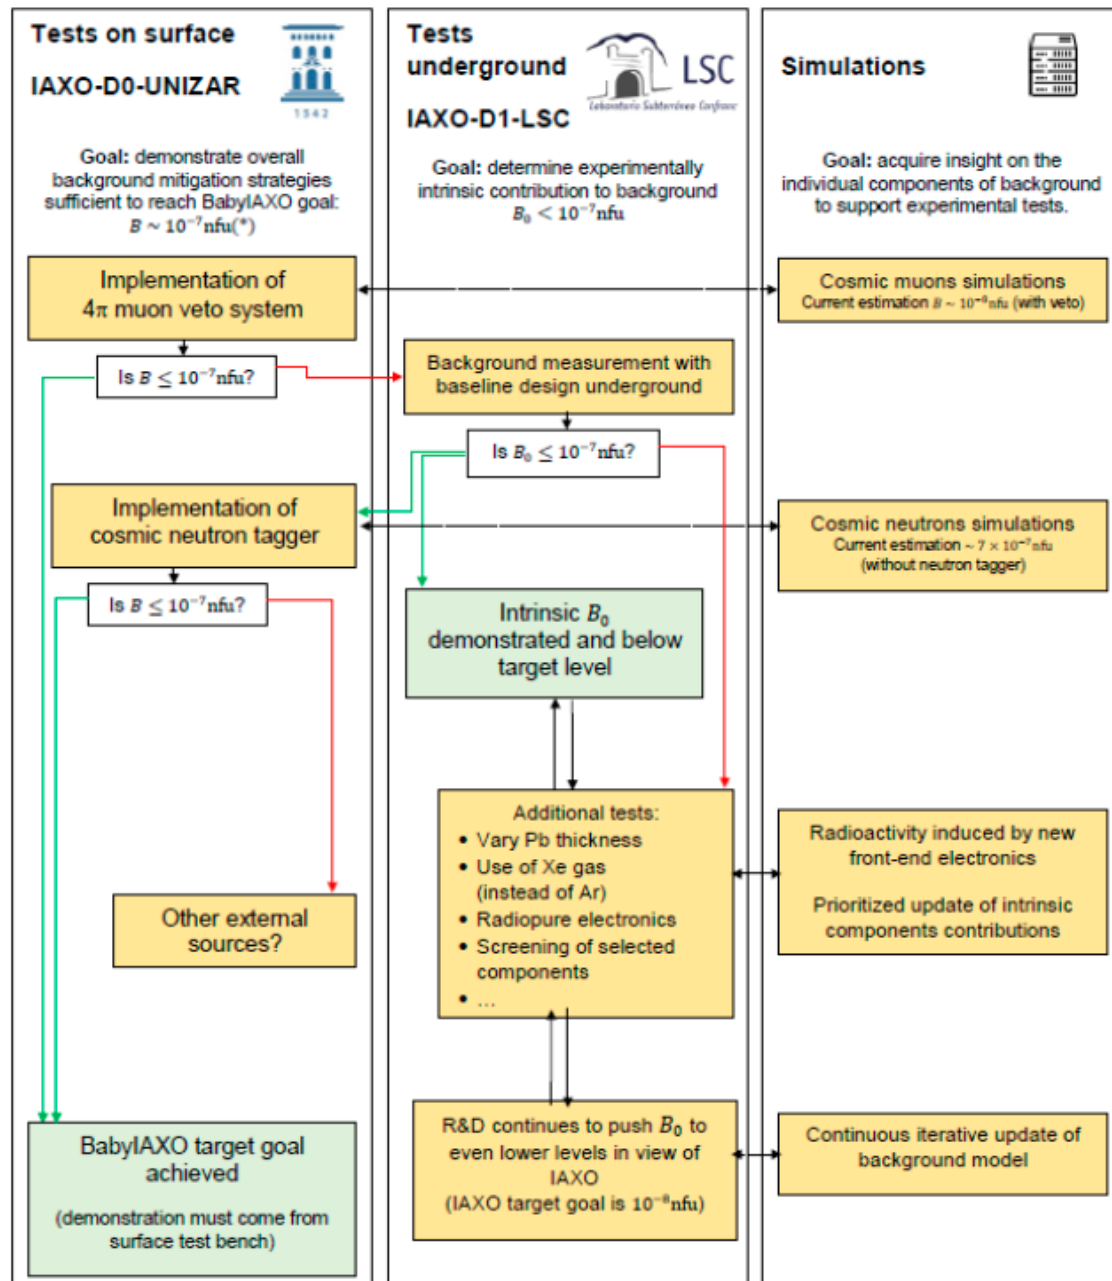 Tests on surface
IAXO-D0-UNIZAR
1542
Goal: demonstrate overall
background mitigation strategies
sufficient to reach BabyIAXO goal:
B ~ 10⁻⁷nfu(*)
Implementation of
4π muon veto system
Is B ≤ 10⁻⁷nfu?
Implementation of
cosmic neutron tagger
Is B ≤ 10⁻⁷nfu?
Other external
sources?
BabyIAXO target goal
achieved
(demonstration must come from
surface test bench)
Tests
underground
IAXO-D1-LSC
LSC
Laboratorio Subterráneo Canfranc
Goal: determine experimentally
intrinsic contribution to background
B₀ < 10⁻⁷nfu
Background measurement with
baseline design underground
Is B₀ ≤ 10⁻⁷nfu?
Intrinsic B₀
demonstrated and below
target level
Additional tests:
• Vary Pb thickness
• Use of Xe gas
(instead of Ar)
• Radiopure electronics
• Screening of selected
components
• ...
R&D continues to push B₀ to
even lower levels in view of
IAXO
(IAXO target goal is 10⁻⁸nfu)
Simulations
Goal: acquire insight on the
individual components of background
to support experimental tests.
Cosmic muons simulations
Current estimation B ~ 10⁻⁸nfu (with veto)
Cosmic neutrons simulations
Current estimation ~ 7 × 10⁻⁷nfu
(without neutron tagger)
Radioactivity induced by new
front-end electronics
Prioritized update of intrinsic
components contributions
Continuous iterative update of
background model